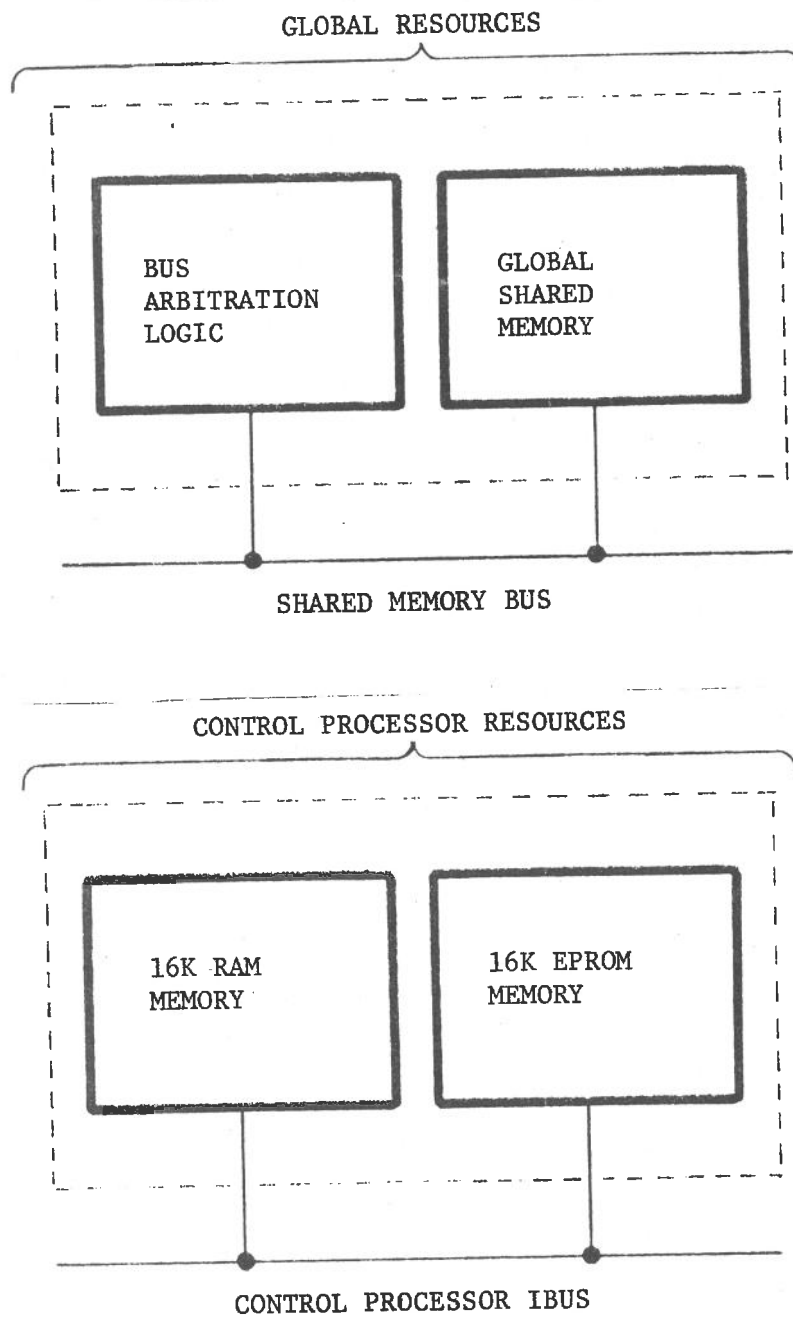 GLOBAL RESOURCES
BUS
ARBITRATION
LOGIC
GLOBAL
SHARED
MEMORY
SHARED MEMORY BUS
CONTROL PROCESSOR RESOURCES
16K RAM
MEMORY
16K EPROM
MEMORY
CONTROL PROCESSOR IBUS